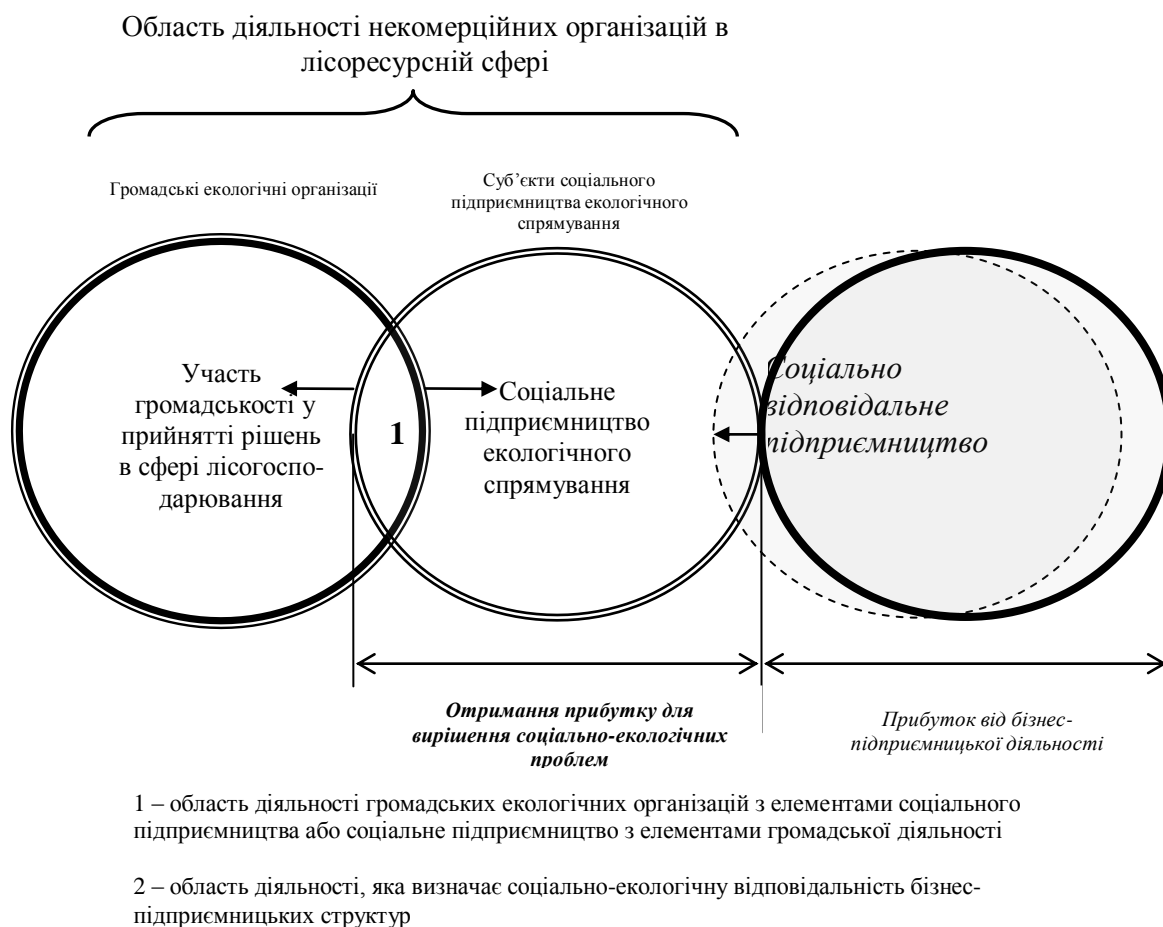 Область діяльності некомерційних організацій в
лісоресурсній сфері
Громадські екологічні організації
Суб’єкти соціального
підприємництва екологічного
спрямування
Участь
громадськості у
прийнятті рішень
в сфері лісогоспо-
дарювання
1
Соціальне
підприємництво
екологічного
спрямування
Соціально
відповідальне
підприємництво
Отримання прибутку для
вирішення соціально-екологічних
проблем
Прибуток від бізнес-
підприємницької діяльності
1 – область діяльності громадських екологічних організацій з елементами соціального
підприємництва або соціальне підприємництво з елементами громадської діяльності
2 – область діяльності, яка визначає соціально-екологічну відповідальність бізнес-
підприємницьких структур